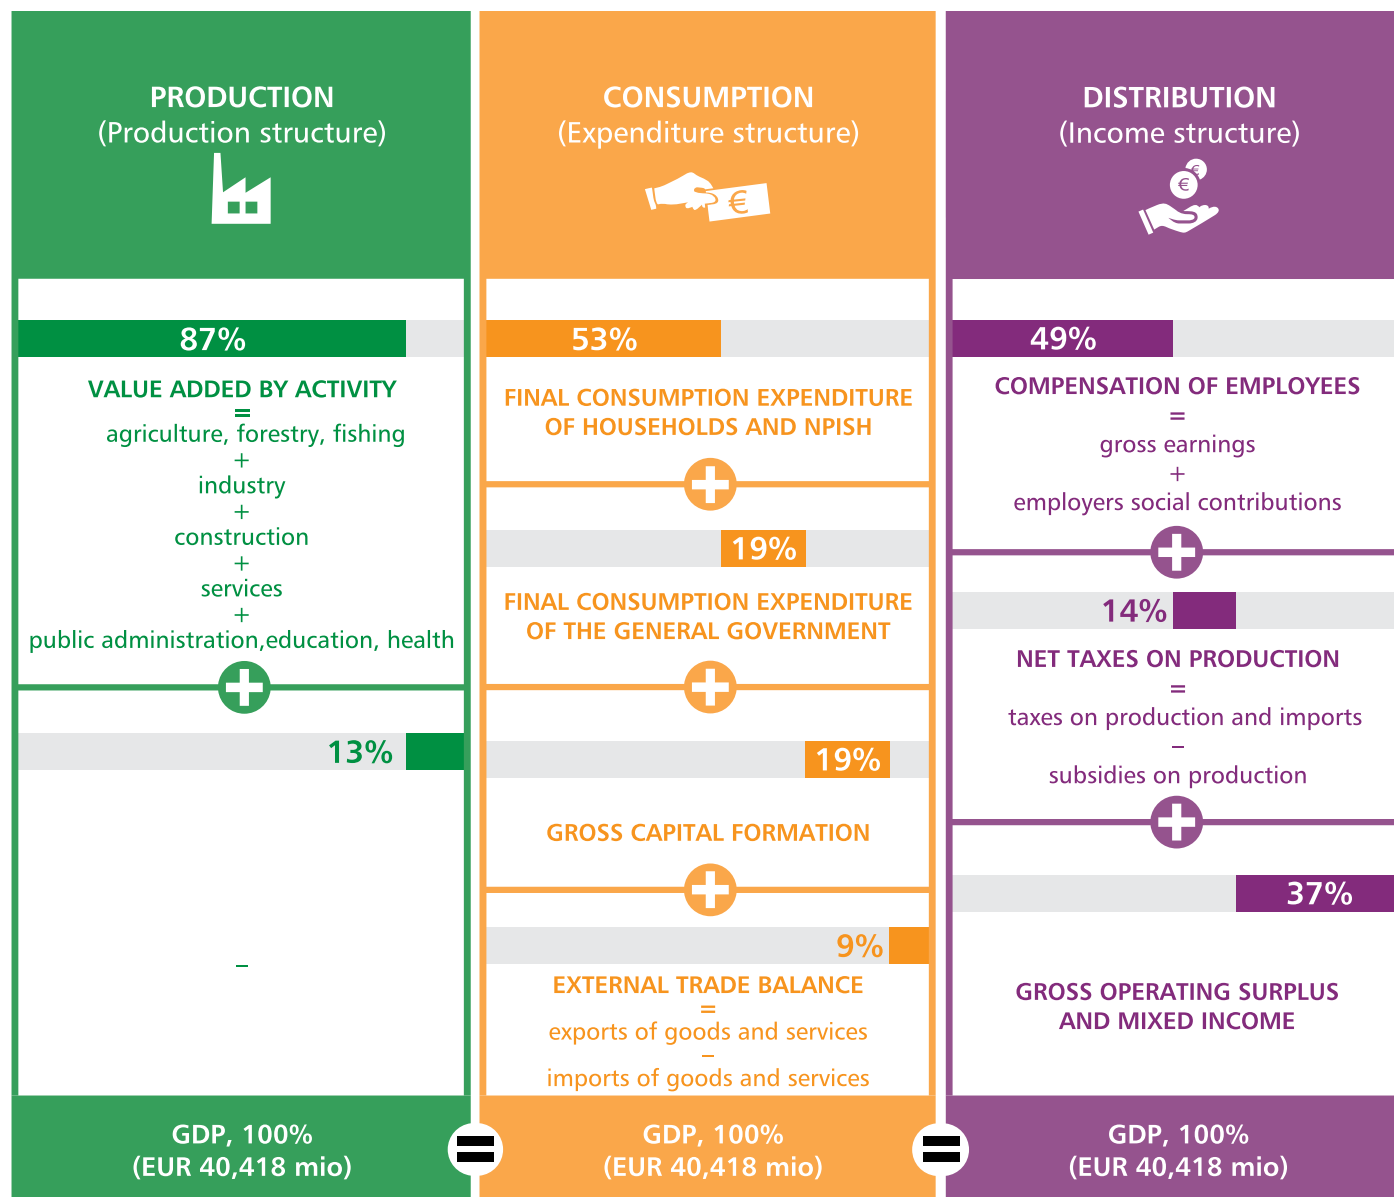 PRODUCTION
(Production structure)
87%
VALUE ADDED BY ACTIVITY
=
agriculture, forestry, fishing
+
industry
+
construction
+
services
+
public administration,education, health
+
13%
–
GDP, 100%
(EUR 40,418 mio)
=
CONSUMPTION
(Expenditure structure)
€
53%
FINAL CONSUMPTION EXPENDITURE
OF HOUSEHOLDS AND NPISH
+
19%
FINAL CONSUMPTION EXPENDITURE
OF THE GENERAL GOVERNMENT
+
19%
GROSS CAPITAL FORMATION
+
9%
EXTERNAL TRADE BALANCE
=
exports of goods and services
–
imports of goods and services
GDP, 100%
(EUR 40,418 mio)
=
DISTRIBUTION
(Income structure)
€
€
49%
COMPENSATION OF EMPLOYEES
=
gross earnings
+
employers social contributions
+
14%
NET TAXES ON PRODUCTION
=
taxes on production and imports
–
subsidies on production
+
37%
GROSS OPERATING SURPLUS
AND MIXED INCOME
GDP, 100%
(EUR 40,418 mio)